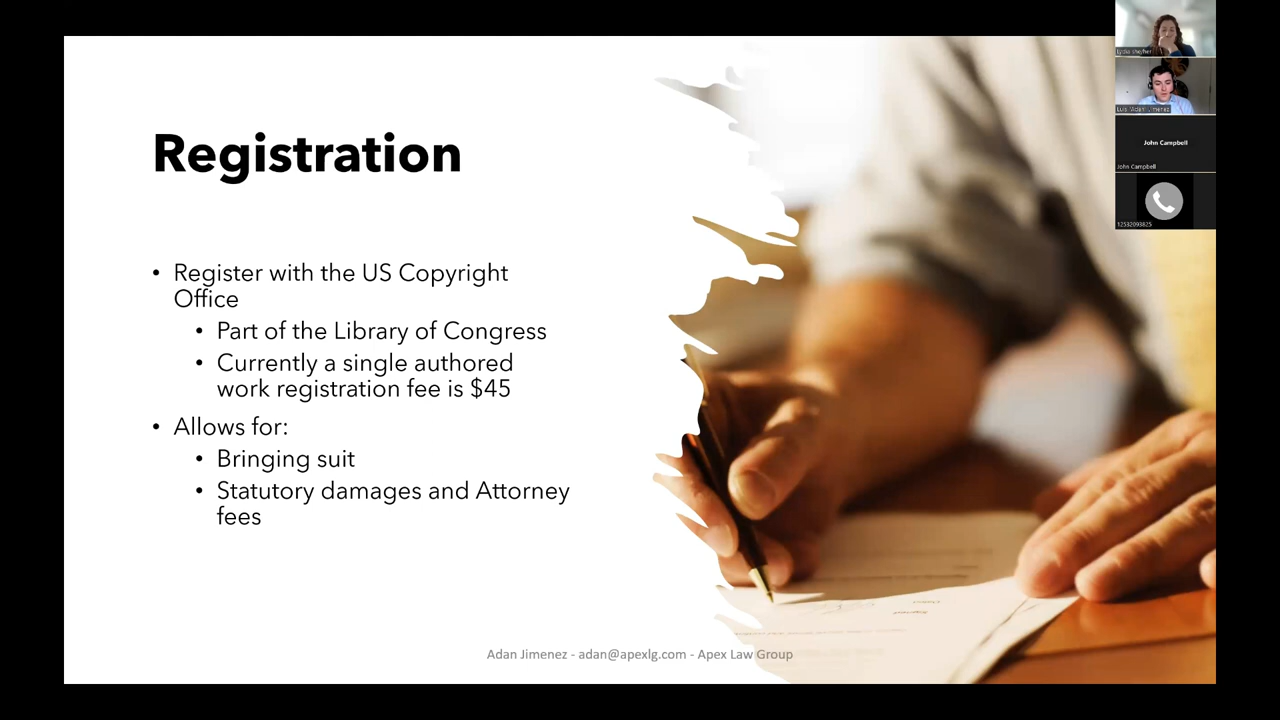 Registration
• Register with the US Copyright
Office
• Part of the Library of Congress
• Currently a single authored
work registration fee is $45
• Allows for:
• Bringing suit
• Statutory damages and Attorney
fees
Adan Jimenez - adan@apexlg.com - Apex Law Group
John Campbell
John Campbell
12532093825